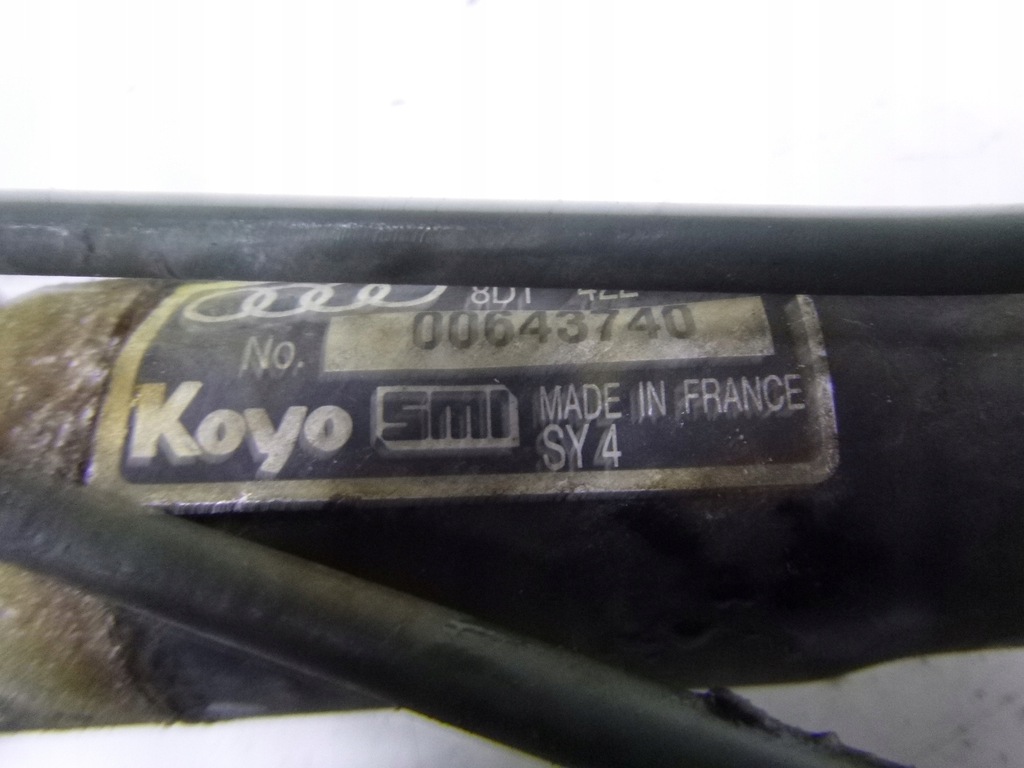 8D1 422
00643740
No.
Koyo smi MADE IN FRANCE
SY4